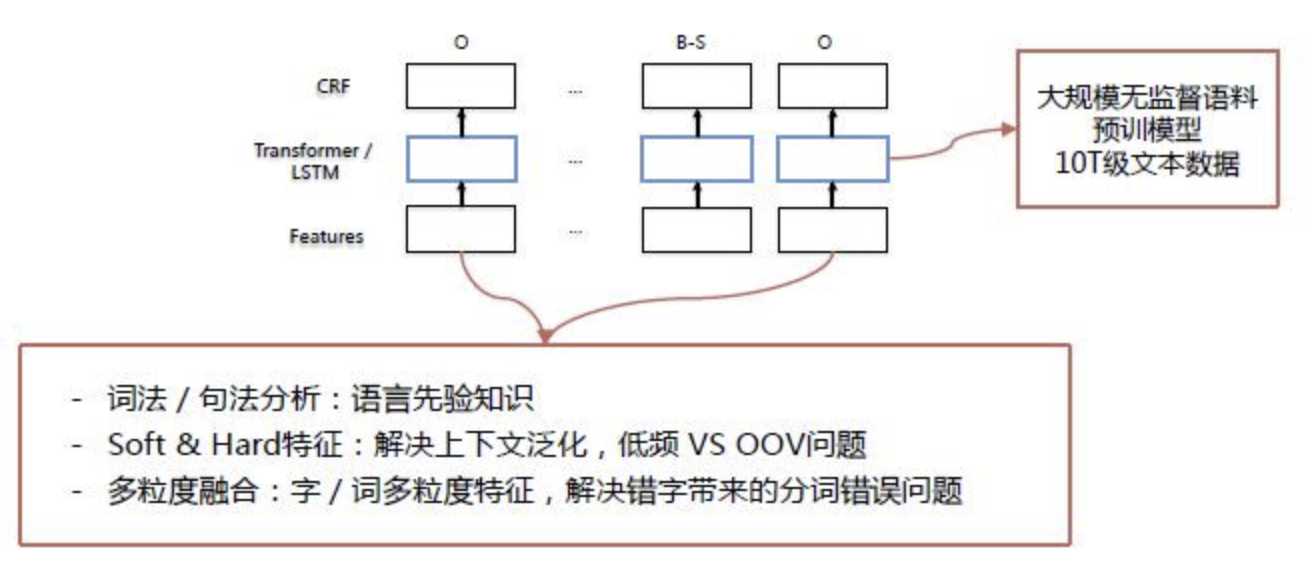 O B-S O
CRF ...
大规模无监督语料
预训模型
10T级文本数据
Transformer /
LSTM ...
Features ...
- 词法 / 句法分析：语言先验知识
- Soft & Hard特征：解决上下文泛化，低频 VS OOV问题
- 多粒度融合：字 / 词多粒度特征，解决错字带来的分词错误问题